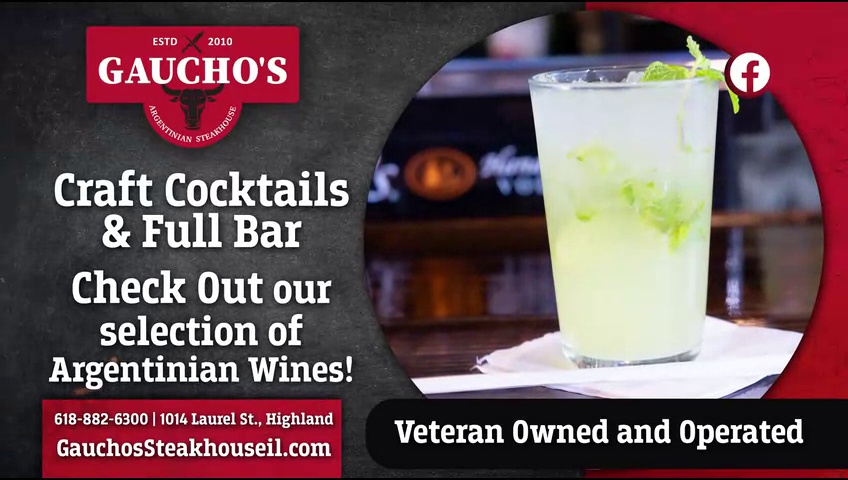 ESTD 2010
GAUCHO'S
ARGENTINIAN STEAKHOUSE
Craft Cocktails
& Full Bar
Check Out our
selection of
Argentinian Wines!
618-882-6300 | 1014 Laurel St., Highland
GauchosSteakhouseil.com
Veteran Owned and Operated